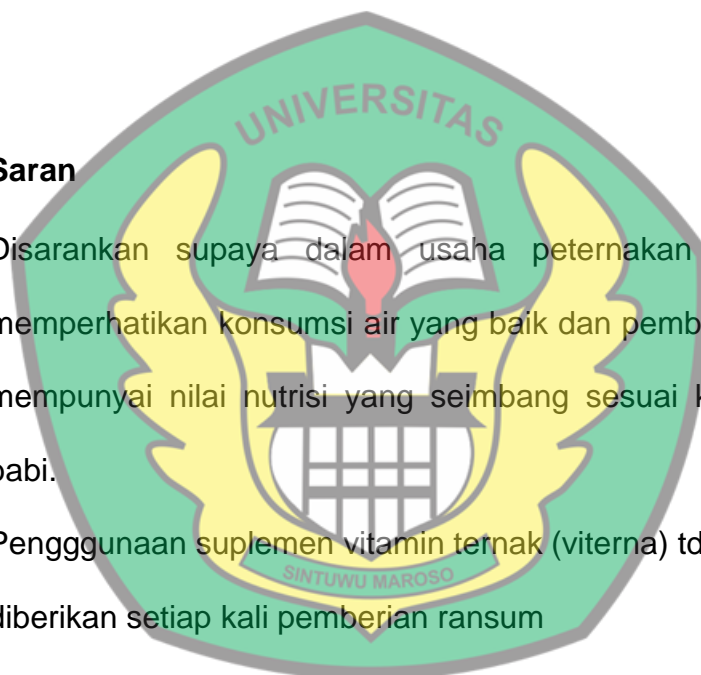 UNIVERSITAS
Saran
Disarankan supaya dalam usaha peternakan
memperhatikan konsumsi air yang baik dan pemb
mempunyai nilai nutrisi yang seimbang sesuai k
babi.
Pengggunaan suplemen vitamin ternak (viterna) td
SINTUWU MAROSO
diberikan setiap kali pemberian ransum